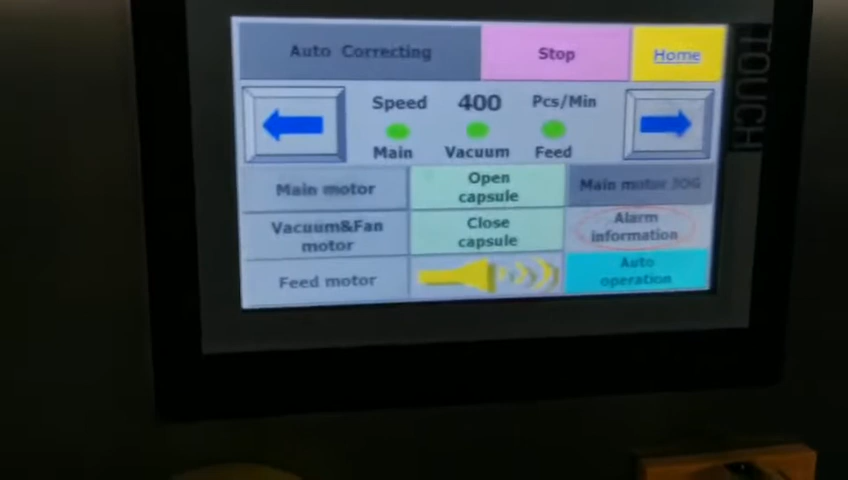 Auto Correcting
Stop
Home
Speed 400 Pcs/Min
Main Vacuum Feed
Main motor
Open
capsule
Main motor JOG
Vacuum&Fan
motor
Close
capsule
Alarm
information
Feed motor
Auto
operation
TOUCH